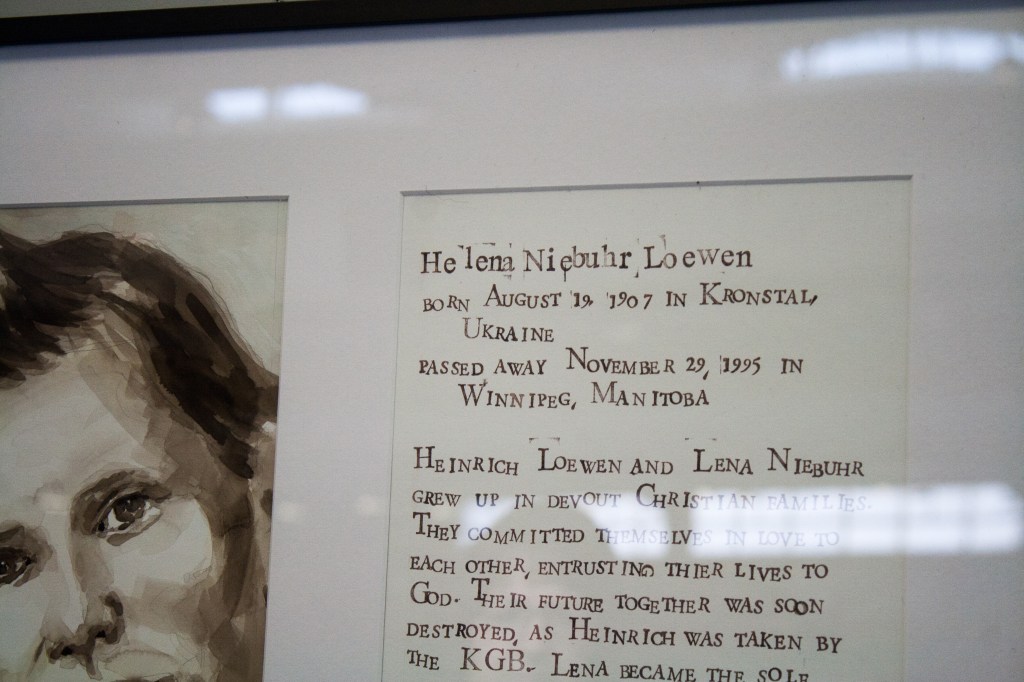 Helena Niebuhr Loewen
BORN AUGUST 19, 1907 IN KRONSTAL,
UKRAINE
PASSED AWAY NOVEMBER 29, 1995 IN
WINNIPEG, MANITOBA
HEINRICH LOEWEN AND LENA NIEBUHR
GREW UP IN DEVOUT CHRISTIAN FAMILIES.
THEY COMMITTED THEMSELVES IN LOVE TO
EACH OTHER, ENTRUSTING THIER LIVES TO
GOD. THEIR FUTURE TOGETHER WAS SOON
DESTROYED, AS HEINRICH WAS TAKEN BY
THE KGB. LENA BECAME THE SOLE